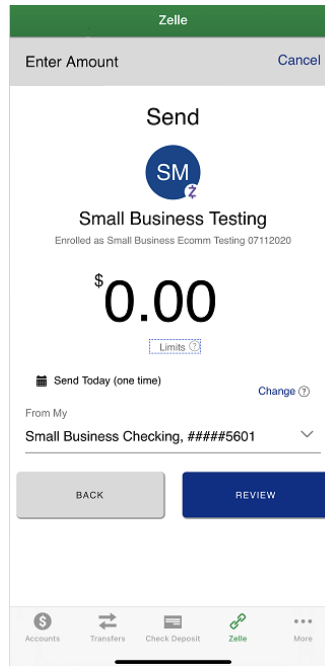 Zelle
Enter Amount Cancel
Send
SM
Small Business Testing
Enrolled as Small Business Ecomm Testing 07112020
$0.00
Limits ?
Send Today (one time)
Change ?
From My
Small Business Checking, #####5601
BACK REVIEW
Accounts Transfers Check Deposit Zelle More